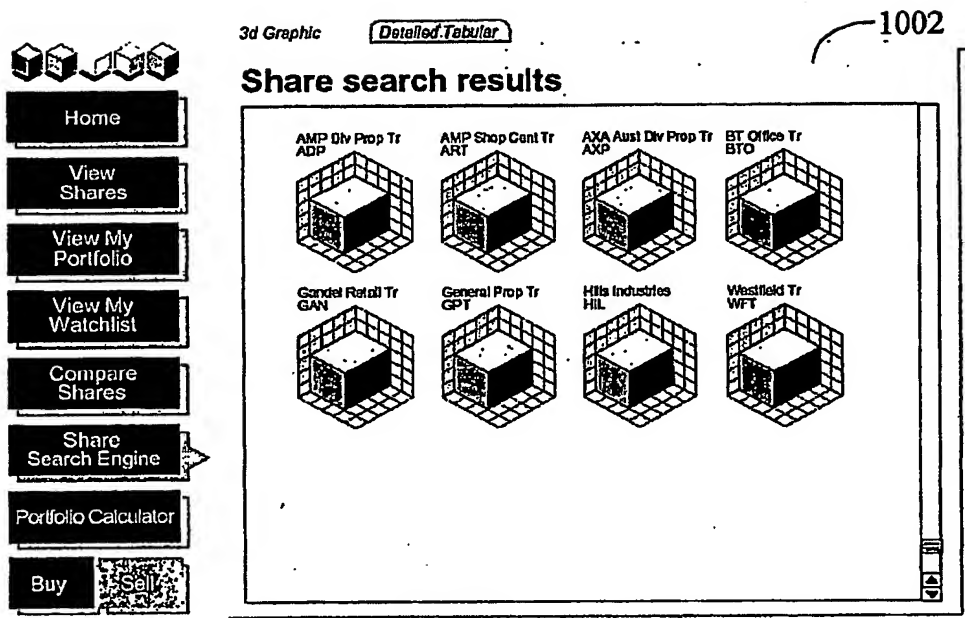 3d Graphic
Detailed Tabular
1002
Share search results
Home
View
Shares
View My
Portfolio
View My
Watchlist
Compare
Shares
Share
Search Engine
Portfolio Calculator
Buy
Sell
AMP Div Prop Tr
ADP
AMP Shop Cent Tr
ART
AXA Aust Div Prop Tr
AXP
BT Office Tr
BTO
Gandel Retail Tr
GAN
General Prop Tr
GPT
Hills Industries
HIL
Westfield Tr
WFT